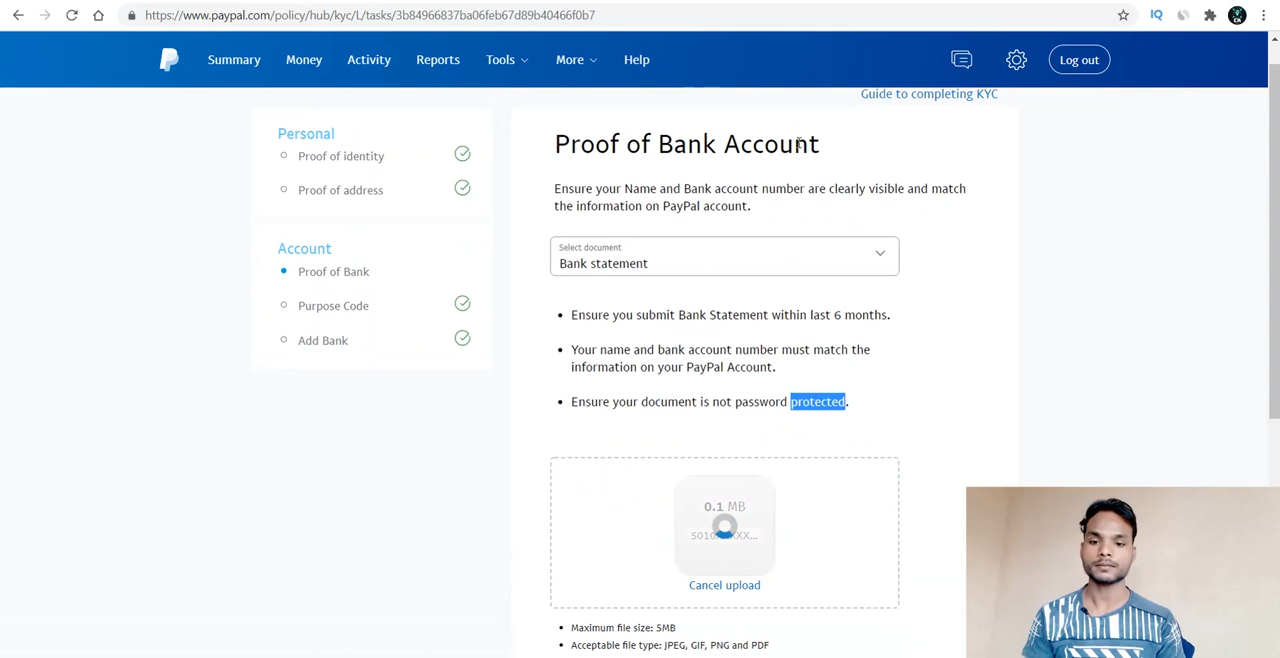 https://www.paypal.com/policy/hub/kyc/L/tasks/3b84966837ba06feb67d89b40466f0b7
IQ
Summary Money Activity Reports Tools More Help Log out
Guide to completing KYC
Personal
Proof of identity
Proof of address
Account
Proof of Bank
Purpose Code
Add Bank
Proof of Bank Account
Ensure your Name and Bank account number are clearly visible and match
the information on PayPal account.
Select document
Bank statement
Ensure you submit Bank Statement within last 6 months.
Your name and bank account number must match the
information on your PayPal Account.
Ensure your document is not password protected.
0.1 MB
Cancel upload
Maximum file size: 5MB
Acceptable file type: JPEG, GIF, PNG and PDF